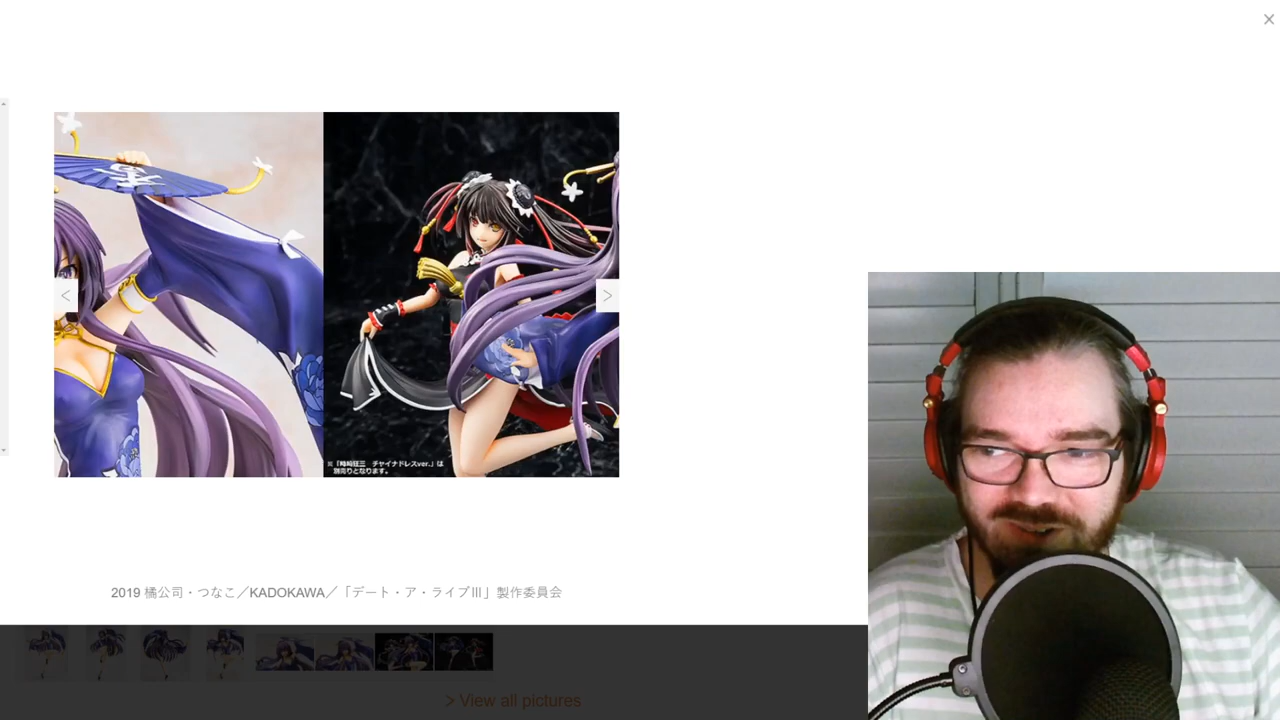 ※「時崎狂三　チャイナドレスver.」は
別売りとなります。
2019 橘公司・つなこ／KADOKAWA／「デート・ア・ライブⅢ」製作委員会
> View all pictures